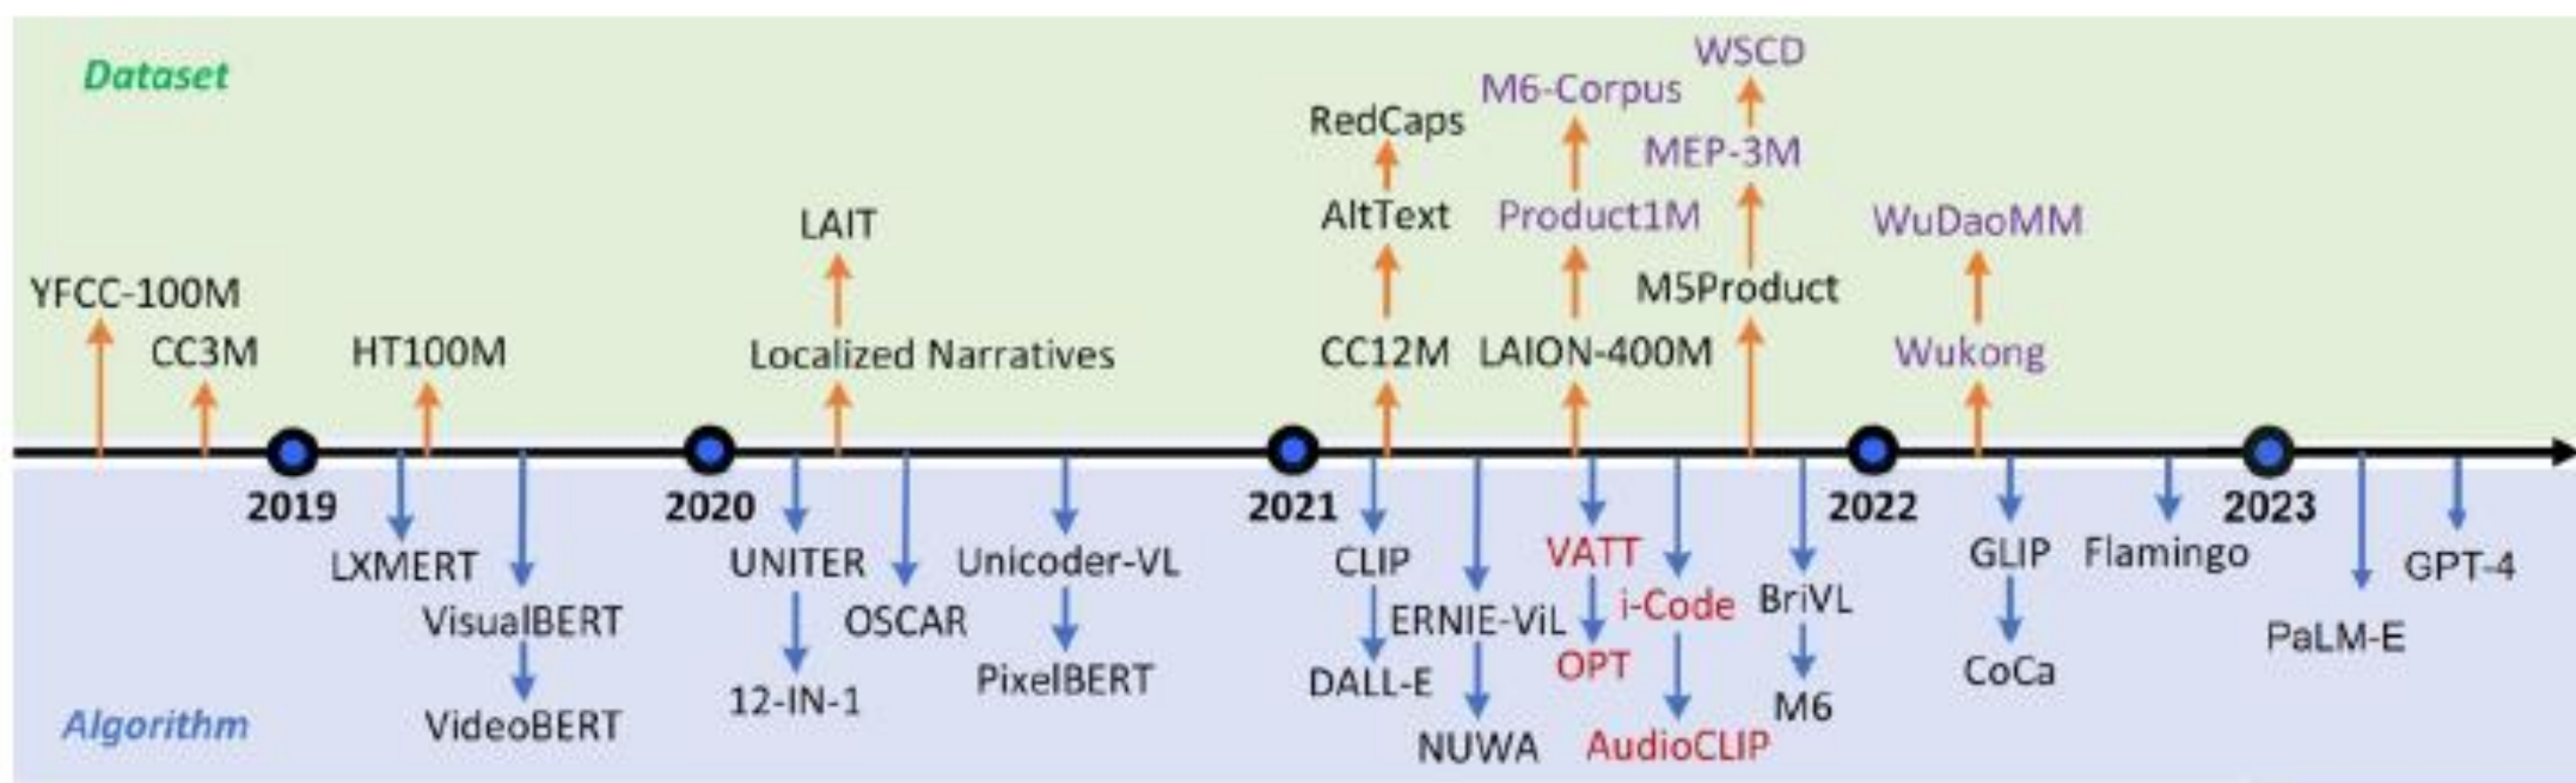 Dataset
WSCD
M6-Corpus
RedCaps
MEP-3M
LAIT
AltText
Product1M
WuDaoMM
YFCC-100M
M5Product
CC3M
HT100M
Localized Narratives
CC12M
LAION-400M
Wukong
2019
2020
2021
2022
2023
LXMERT
UNITER
Unicoder-VL
CLIP
VATT
GLIP
Flamingo
GPT-4
VisualBERT
OSCAR
ERNIE-ViL
i-Code
BriVL
PaLM-E
12-IN-1
PixelBERT
DALL-E
OPT
CoCa
M6
Algorithm
VideoBERT
NUWA
AudioCLIP